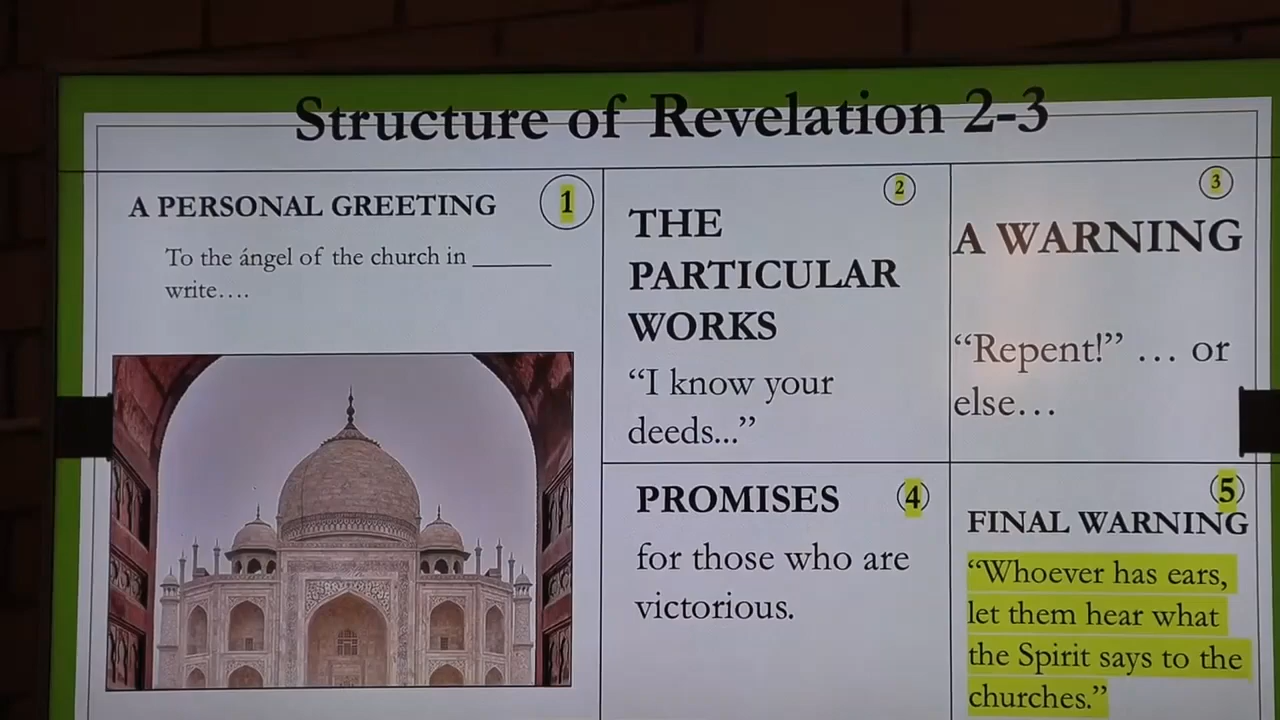 Structure of Revelation 2-3
A PERSONAL GREETING
1
To the ángel of the church in ______
write….
2
THE
PARTICULAR
WORKS
“I know your
deeds...”
3
A WARNING
“Repent!” … or
else…
PROMISES
4
for those who are
victorious.
5
FINAL WARNING
“Whoever has ears,
let them hear what
the Spirit says to the
churches.”